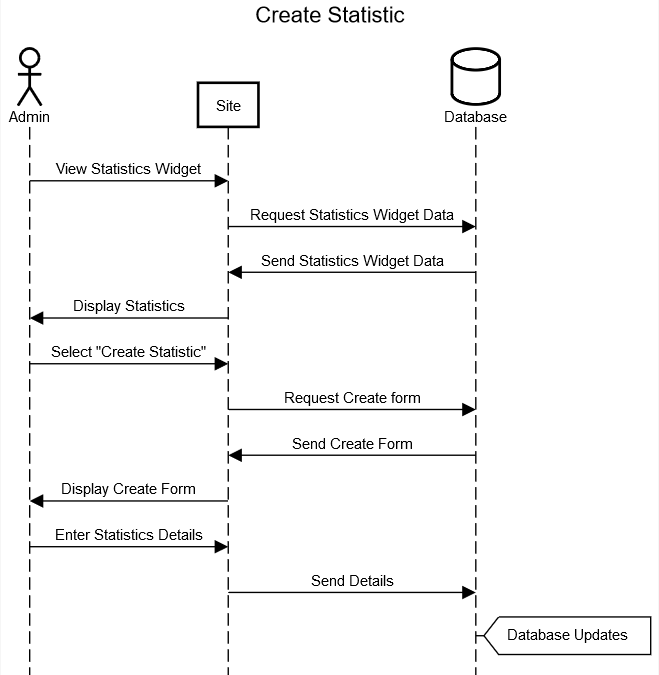 Create Statistic
Admin
Site
Database
View Statistics Widget
Request Statistics Widget Data
Send Statistics Widget Data
Display Statistics
Select "Create Statistic"
Request Create form
Send Create Form
Display Create Form
Enter Statistics Details
Send Details
Database Updates